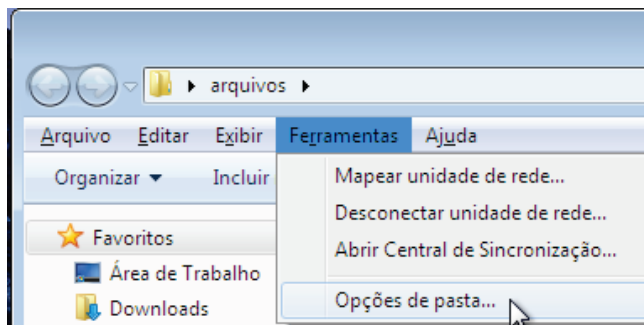 arquivos
Arquivo Editar Exibir Ferramentas Ajuda
Organizar Incluir
Mapear unidade de rede...
Desconectar unidade de rede...
Abrir Central de Sincronização...
Opções de pasta...
Favoritos
Área de Trabalho
Downloads